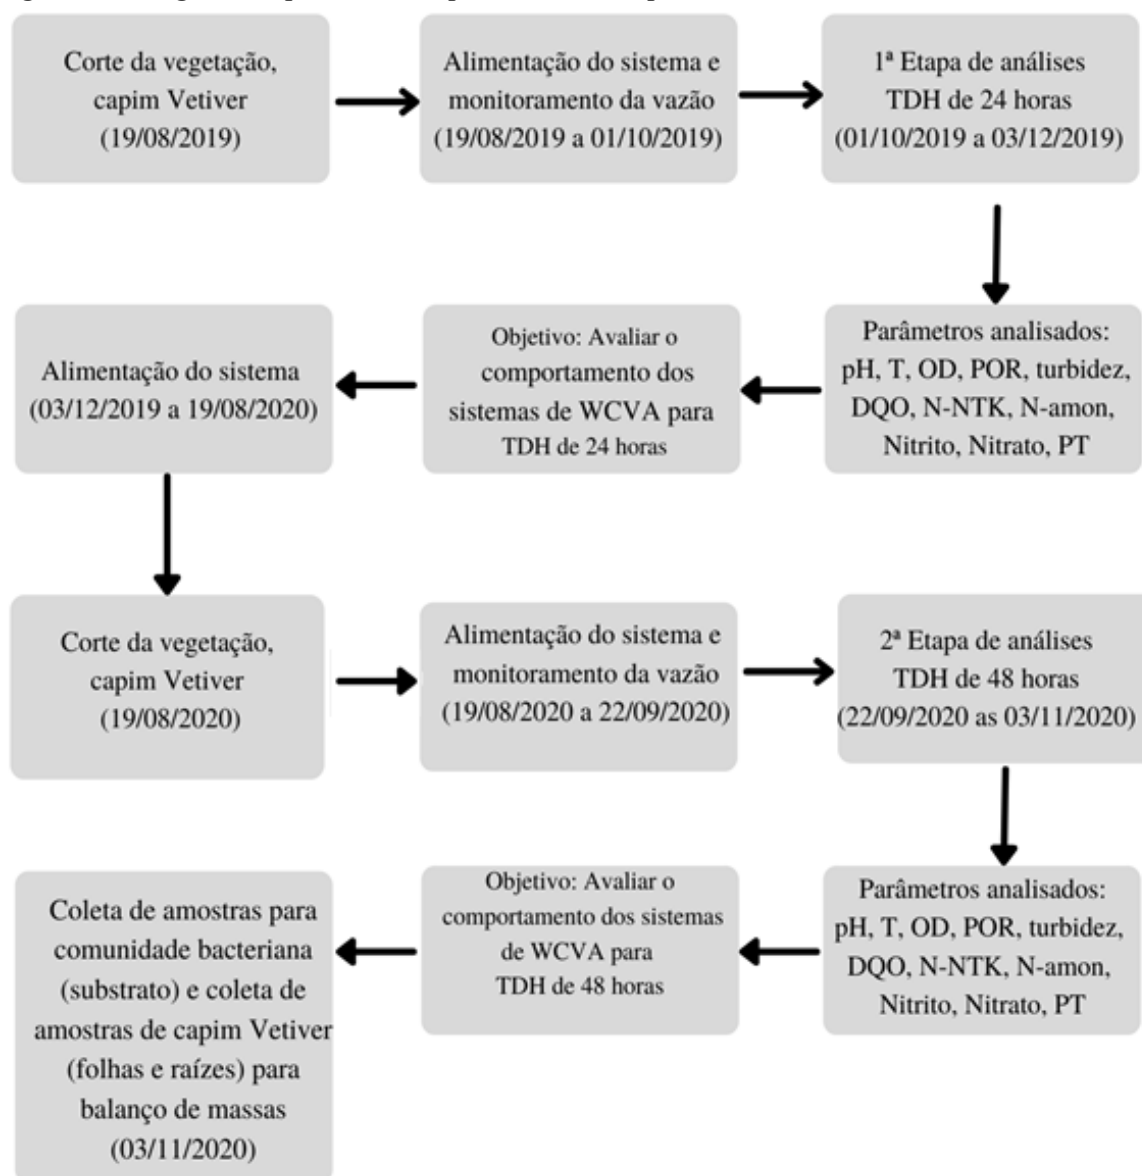 Corte da vegetação,
capim Vetiver
(19/08/2019)
Alimentação do sistema e
monitoramento da vazão
(19/08/2019 a 01/10/2019)
1ª Etapa de análises
TDH de 24 horas
(01/10/2019 a 03/12/2019)
Parâmetros analisados:
pH, T, OD, POR, turbidez,
DQO, N-NTK, N-amon,
Nitrito, Nitrato, PT
Objetivo: Avaliar o
comportamento dos
sistemas de WCVA para
TDH de 24 horas
Alimentação do sistema
(03/12/2019 a 19/08/2020)
Corte da vegetação,
capim Vetiver
(19/08/2020)
Alimentação do sistema e
monitoramento da vazão
(19/08/2020 a 22/09/2020)
2ª Etapa de análises
TDH de 48 horas
(22/09/2020 as 03/11/2020)
Parâmetros analisados:
pH, T, OD, POR, turbidez,
DQO, N-NTK, N-amon,
Nitrito, Nitrato, PT
Objetivo: Avaliar o
comportamento dos sistemas
de WCVA para
TDH de 48 horas
Coleta de amostras para
comunidade bacteriana
(substrato) e coleta de
amostras de capim Vetiver
(folhas e raízes) para
balanço de massas
(03/11/2020)